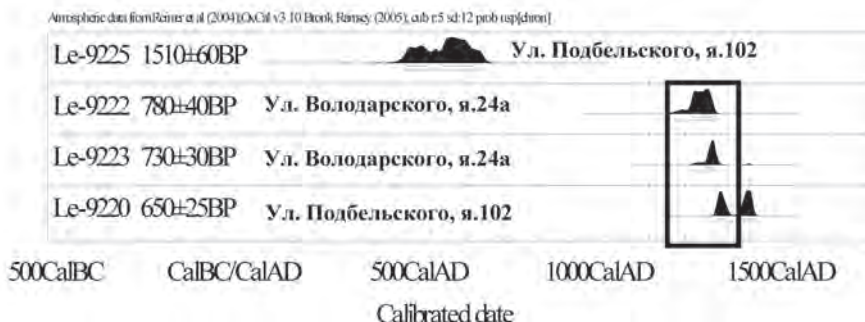 Atmospheric data from Reimer et al (2004);OxCal v3.10 Bronk Ramsey (2005); cub r:5 sd:12 prob usp[chron]
Le-9225 1510±60BP Ул. Подбельского, я.102
Le-9222 780±40BP Ул. Володарского, я.24а
Le-9223 730±30BP Ул. Володарского, я.24а
Le-9220 650±25BP Ул. Подбельского, я.102
500CalBC CalBC/CalAD 500CalAD 1000CalAD 1500CalAD
Calibrated date